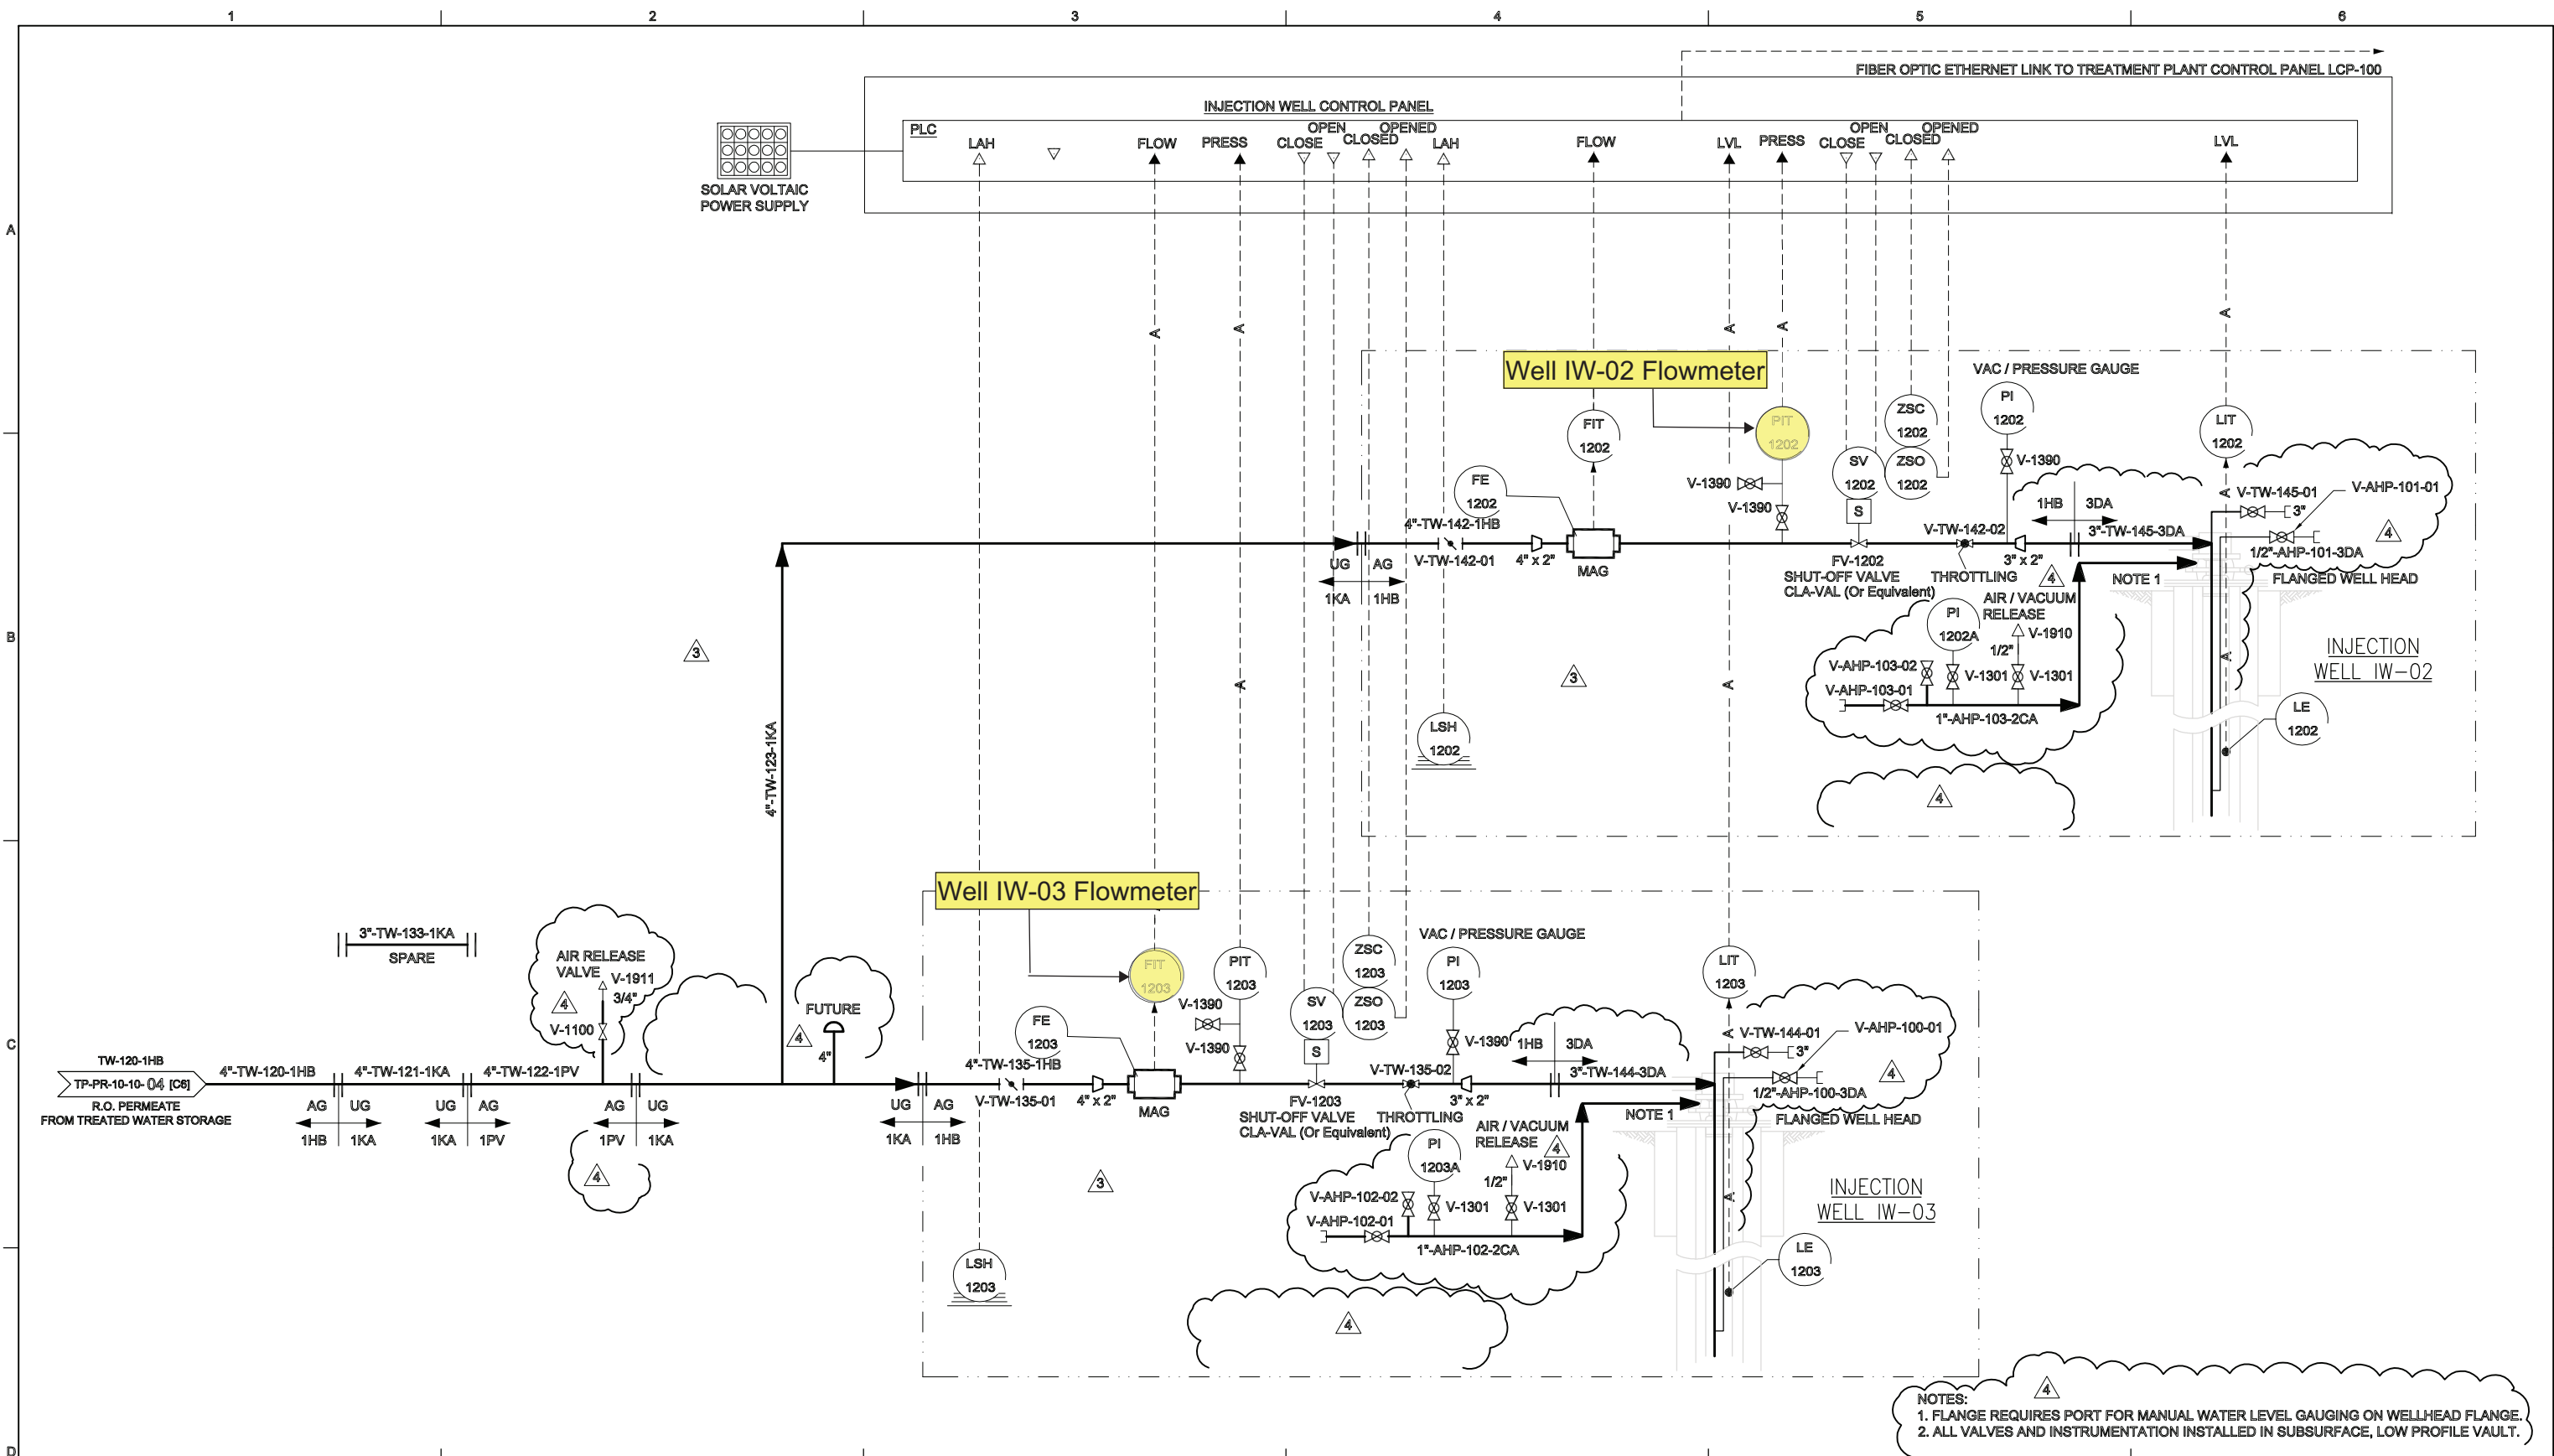 1 2 3 4 5 6
FIBER OPTIC ETHERNET LINK TO TREATMENT PLANT CONTROL PANEL LCP-100
INJECTION WELL CONTROL PANEL
PLC
LAH
FLOW
PRESS
CLOSE
OPEN
CLOSED
OPENED
LAH
FLOW
LVL
PRESS
CLOSE
OPEN
CLOSED
OPENED
LVL
SOLAR VOLTAIC
POWER SUPPLY
A
A
A
A
A
A
Well IW-02 Flowmeter
VAC / PRESSURE GAUGE
FIT
1202
PIT
1202
ZSC
1202
ZSO
1202
PI
1202
LIT
1202
FE
1202
V-1390
V-1390
SV
1202
S
V-1390
A
V-TW-145-01
V-AHP-101-01
3"
4
1HB
3DA
4"-TW-142-1HB
V-TW-142-01
4" x 2"
MAG
FV-1202
SHUT-OFF VALVE
CLA-VAL (Or Equivalent)
V-TW-142-02
THROTTLING
3" x 2"
3"-TW-145-3DA
1/2"-AHP-101-3DA
FLANGED WELL HEAD
NOTE 1
UG
AG
1KA
1HB
4
AIR / VACUUM
RELEASE
PI
1202A
V-1910
1/2"
V-AHP-103-02
V-1301
V-1301
V-AHP-103-01
1"-AHP-103-2CA
B
3
3
A
A
A
INJECTION
WELL IW-02
LE
1202
LSH
1202
4
4"-TW-123-1KA
Well IW-03 Flowmeter
VAC / PRESSURE GAUGE
3"-TW-133-1KA
SPARE
AIR RELEASE
VALVE
V-1911
3/4"
4
V-1100
FUTURE
4
4"
FIT
1203
PIT
1203
ZSC
1203
ZSO
1203
PI
1203
LIT
1203
FE
1203
V-1390
V-1390
SV
1203
S
V-1390
1HB
3DA
A
V-TW-144-01
V-AHP-100-01
3"
4
C
TW-120-1HB
TP-PR-10-10-04 [C6]
R.O. PERMEATE
FROM TREATED WATER STORAGE
4"-TW-120-1HB
4"-TW-121-1KA
4"-TW-122-1PV
AG UG
1HB 1KA
UG AG
1KA 1PV
AG UG
1PV 1KA
UG AG
1KA 1HB
4
4"-TW-135-1HB
V-TW-135-01
4" x 2"
MAG
FV-1203
SHUT-OFF VALVE
CLA-VAL (Or Equivalent)
V-TW-135-02
THROTTLING
3" x 2"
3"-TW-144-3DA
1/2"-AHP-100-3DA
FLANGED WELL HEAD
NOTE 1
AIR / VACUUM
RELEASE
4
PI
1203A
V-1910
1/2"
V-AHP-102-02
V-1301
V-1301
V-AHP-102-01
1"-AHP-102-2CA
3
A
INJECTION
WELL IW-03
LE
1203
LSH
1203
4
4
NOTES:
1. FLANGE REQUIRES PORT FOR MANUAL WATER LEVEL GAUGING ON WELLHEAD FLANGE.
2. ALL VALVES AND INSTRUMENTATION INSTALLED IN SUBSURFACE, LOW PROFILE VAULT.
D